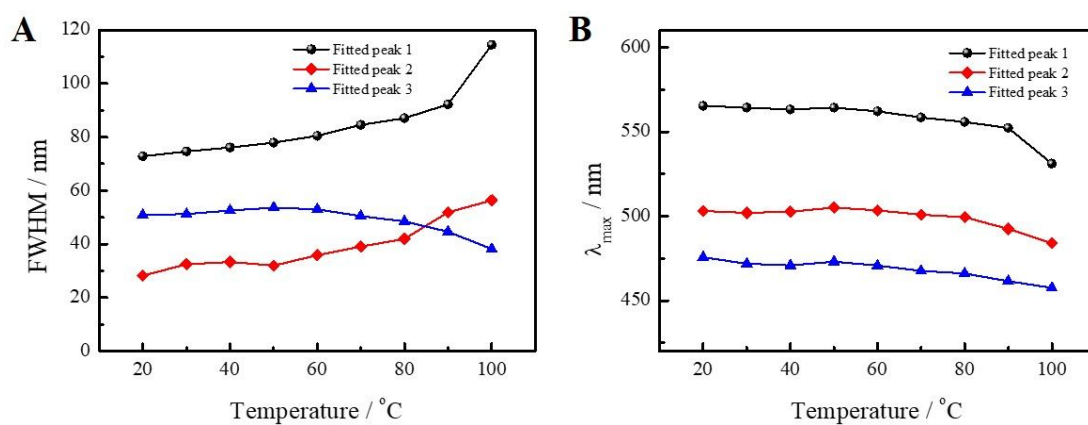 A
Fitted peak 1
Fitted peak 2
Fitted peak 3
FWHM / nm
120
100
80
60
40
20
0
20 40 60 80 100
Temperature / °C
B
Fitted peak 1
Fitted peak 2
Fitted peak 3
λmax / nm
600
550
500
450
20 40 60 80 100
Temperature / °C